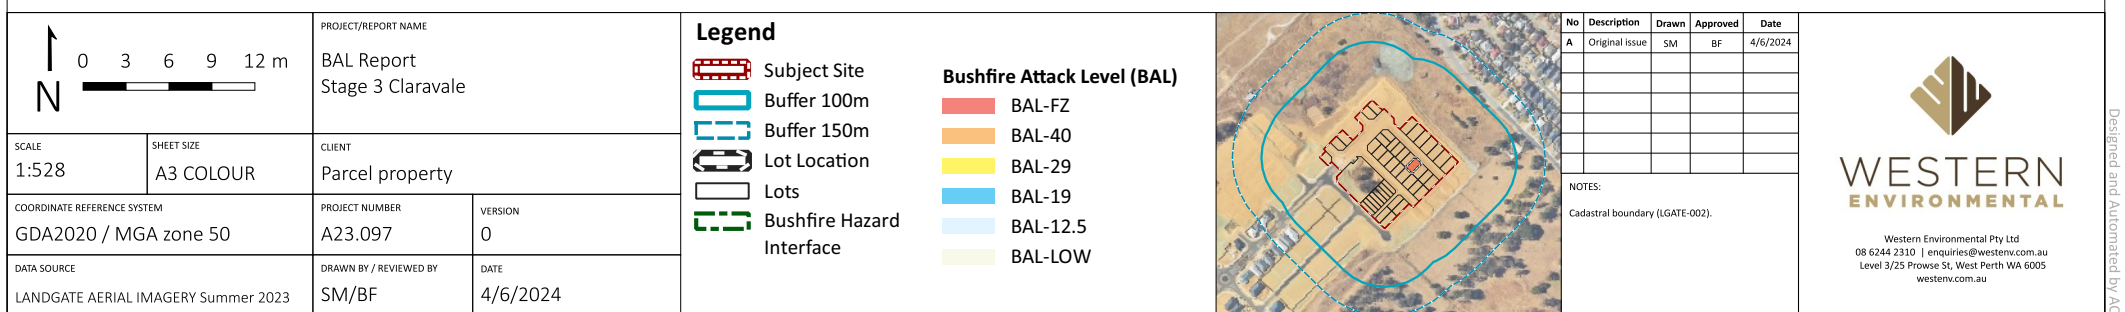 0 3 6 9 12 m
N
SCALE
1:528
SHEET SIZE
A3 COLOUR
COORDINATE REFERENCE SYSTEM
GDA2020 / MGA zone 50
DATA SOURCE
LANDGATE AERIAL IMAGERY Summer 2023
PROJECT/REPORT NAME
BAL Report
Stage 3 Claravale
CLIENT
Parcel property
PROJECT NUMBER
A23.097
VERSION
0
DRAWN BY / REVIEWED BY
SM/BF
DATE
4/6/2024
Legend
Subject Site
Buffer 100m
Buffer 150m
Lot Location
Lots
Bushfire Hazard
Interface
Bushfire Attack Level (BAL)
BAL-FZ
BAL-40
BAL-29
BAL-19
BAL-12.5
BAL-LOW
No Description Drawn Approved Date
A Original issue SM BF 4/6/2024
NOTES:
Cadastral boundary (LGATE-002).
WESTERN
ENVIRONMENTAL
Western Environmental Pty Ltd
08 6244 2310 | enquiries@westenv.com.au
Level 3/25 Prowse St, West Perth WA 6005
westenv.com.au
Designed and Automated by